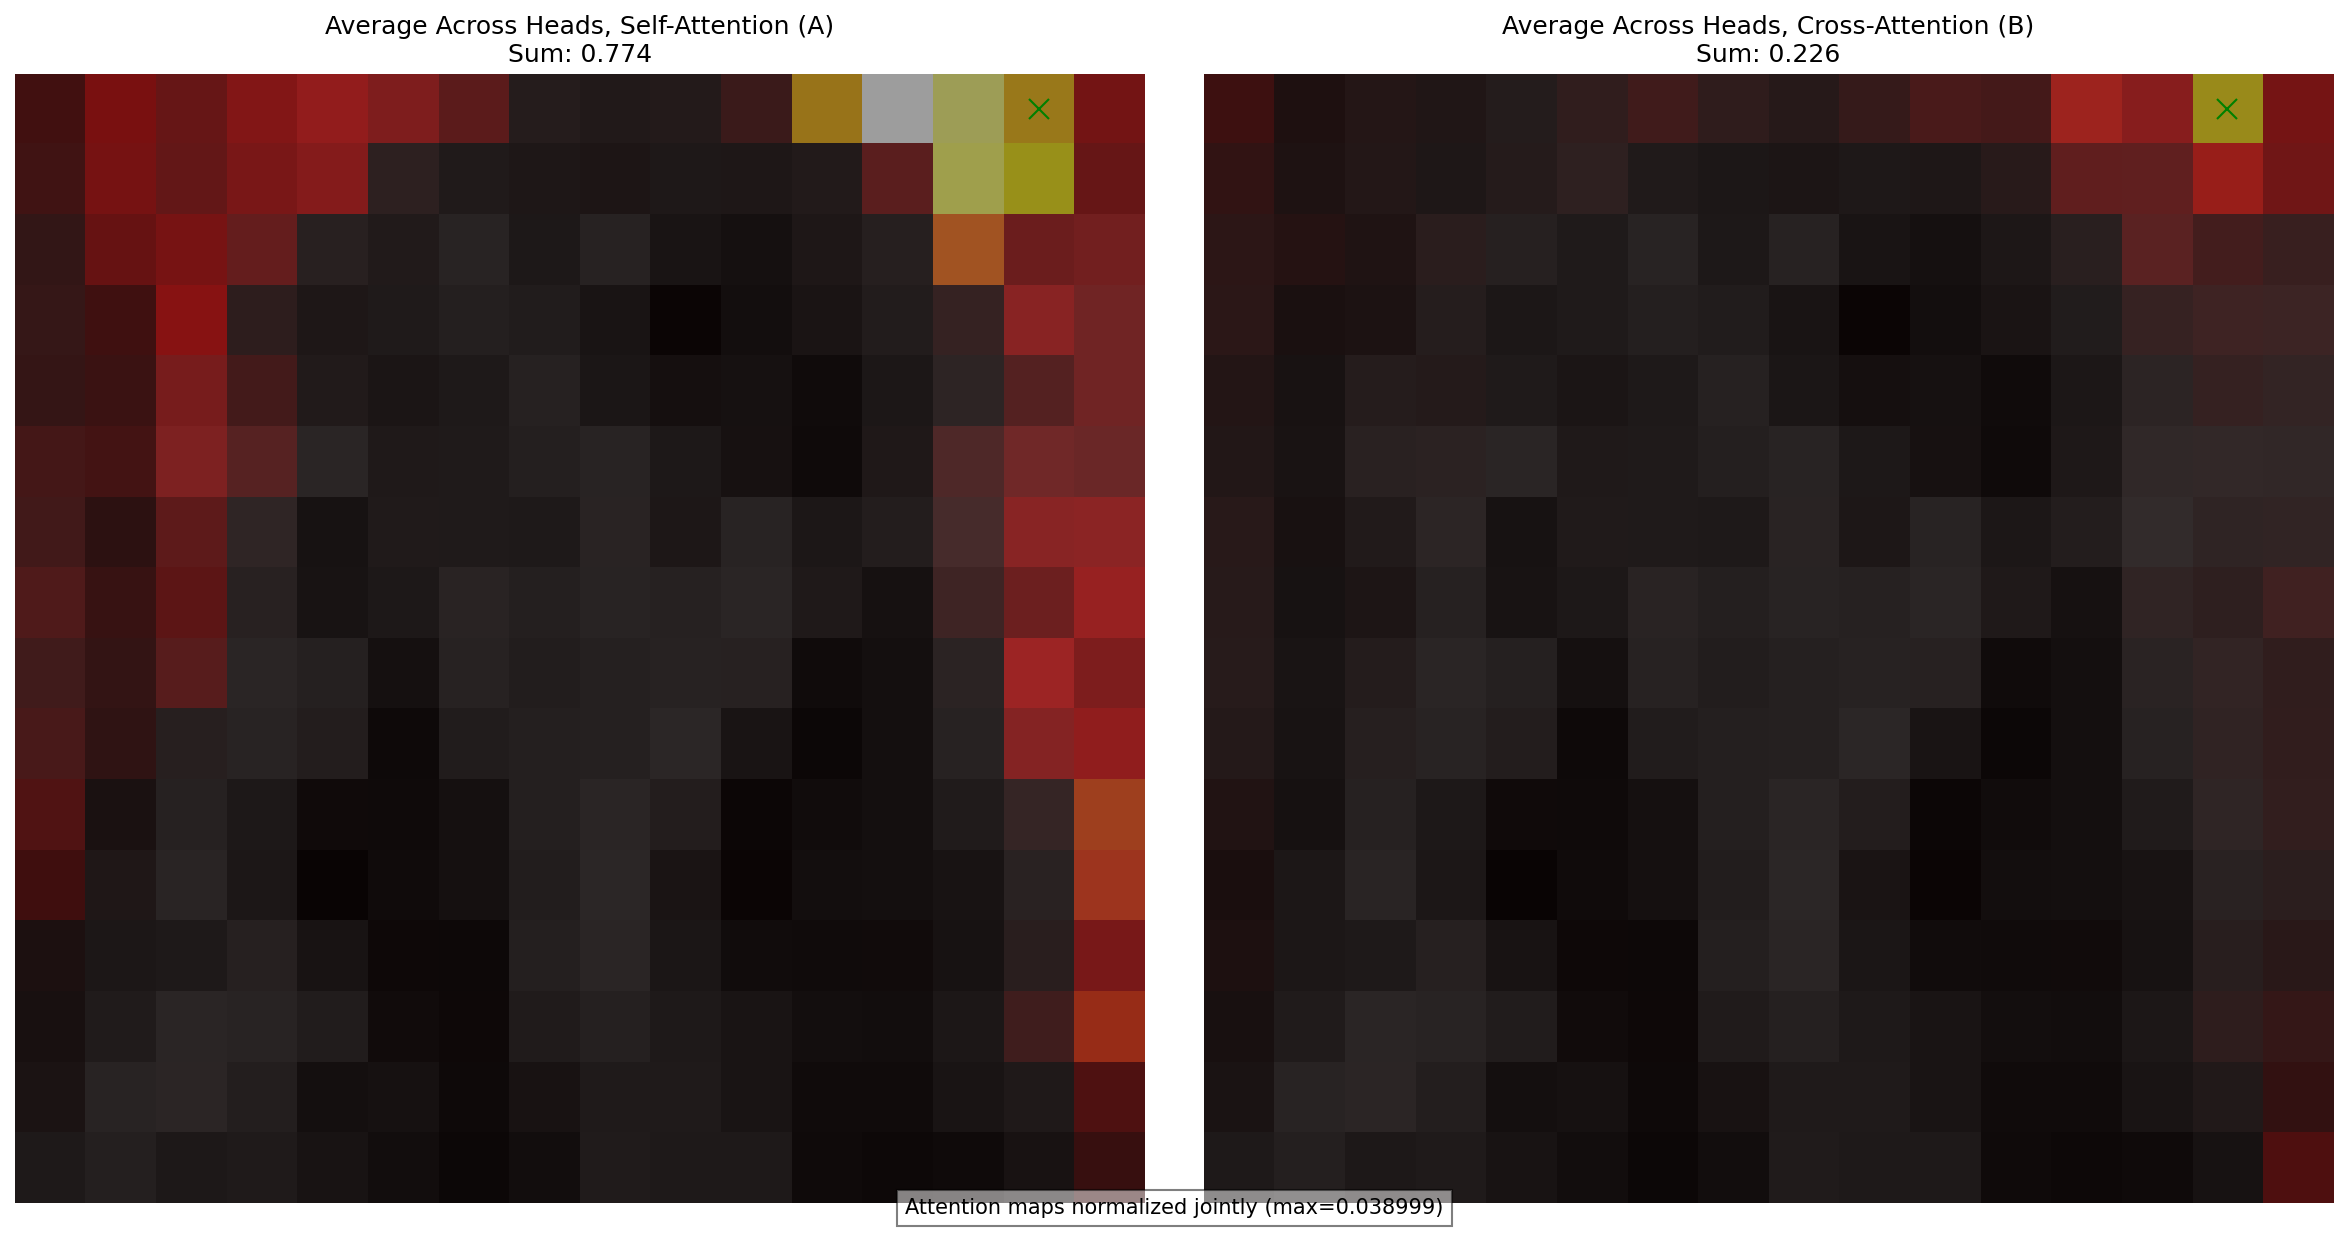 Average Across Heads, Self-Attention (A)
Sum: 0.774
Average Across Heads, Cross-Attention (B)
Sum: 0.226
Attention maps normalized jointly (max=0.038999)